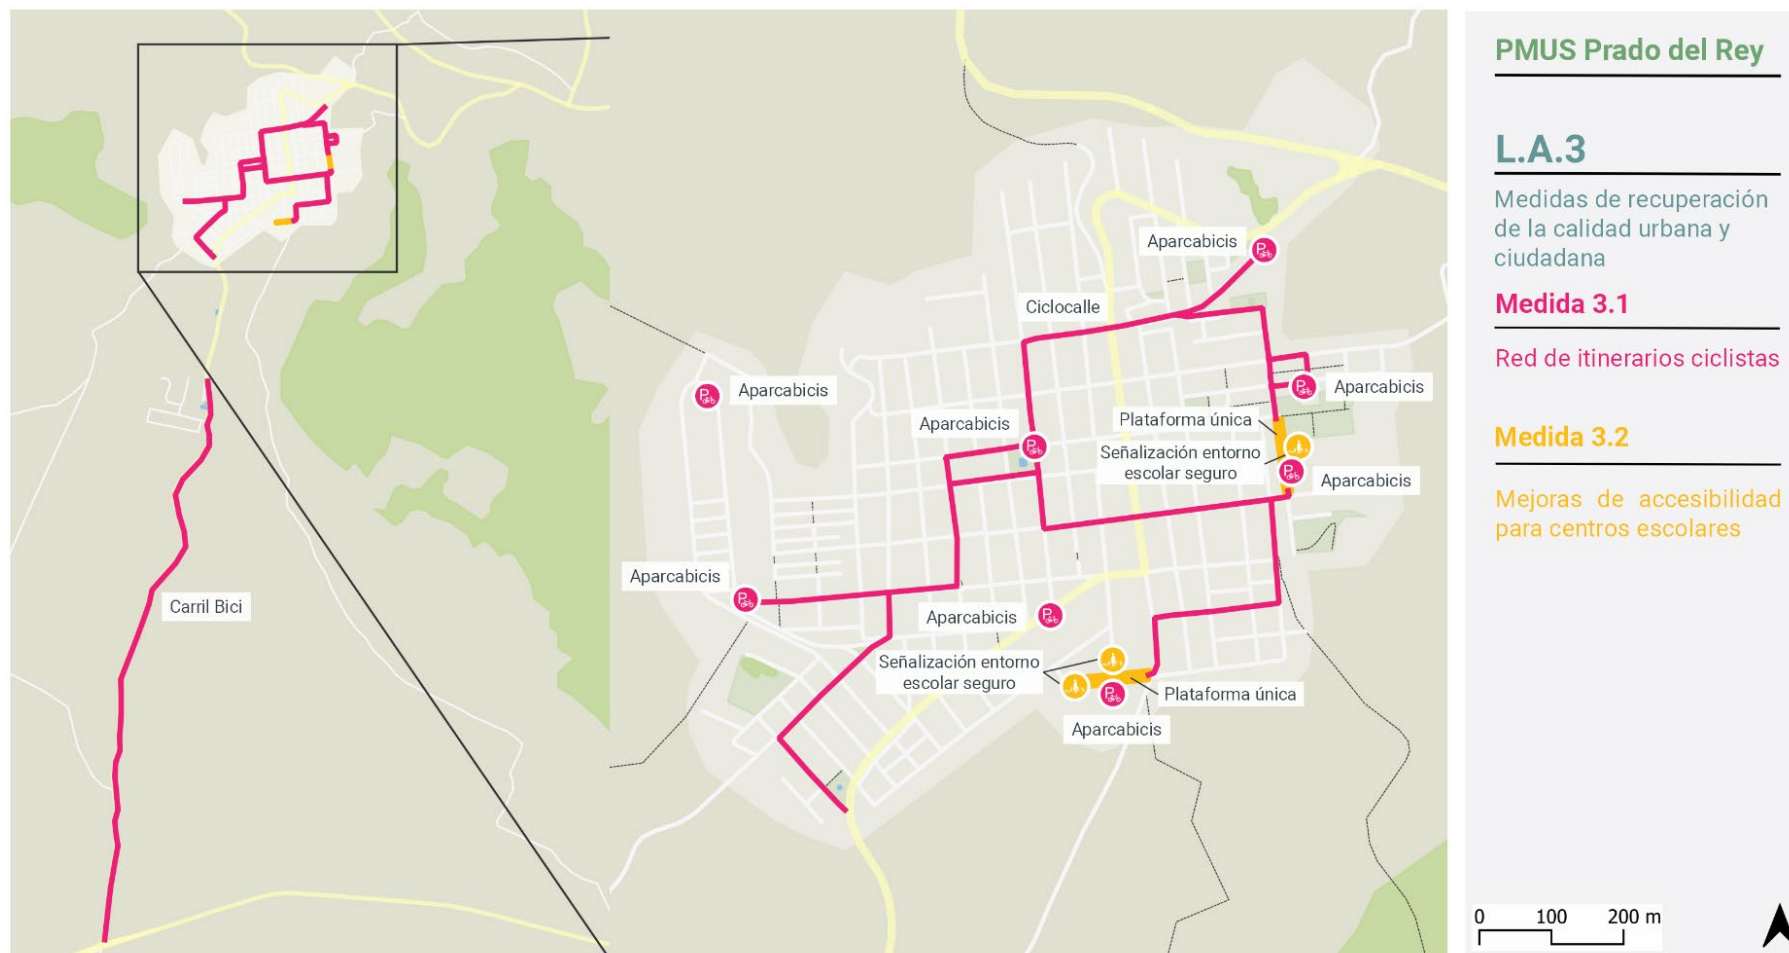 PMUS Prado del Rey
L.A.3
Medidas de recuperación
de la calidad urbana y
ciudadana
Medida 3.1
Red de itinerarios ciclistas
Medida 3.2
Mejoras de accesibilidad
para centros escolares
0 100 200 m
Carril Bici
Aparcabicis
P
Ciclocalle
Aparcabicis
P
Aparcabicis
P
Aparcabicis
P
Plataforma única
Señalización entorno
escolar seguro
Aparcabicis
P
Aparcabicis
P
Aparcabicis
P
Señalización entorno
escolar seguro
Plataforma única
P
Aparcabicis